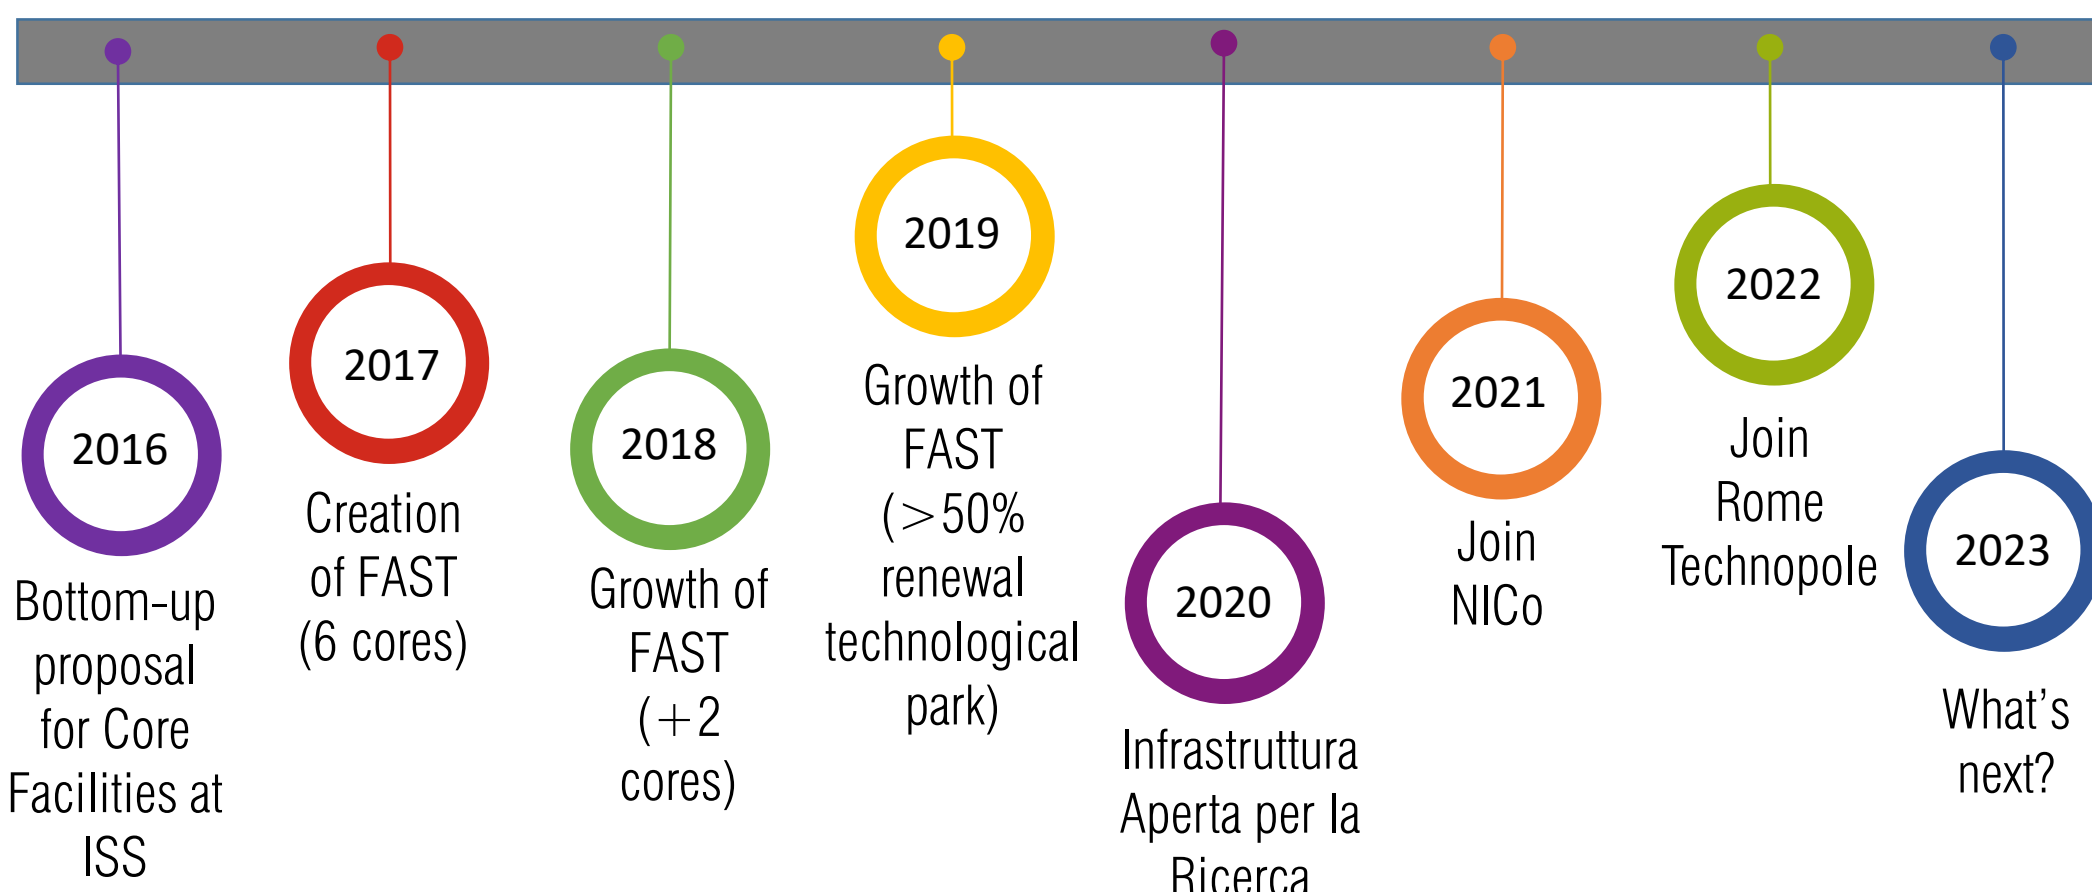 2016
Bottom-up
proposal
for Core
Facilities at
ISS
2017
Creation
of FAST
(6 cores)
2018
Growth of
FAST
(+2
cores)
2019
Growth of
FAST
(>50%
renewal
technological
park)
2020
Infrastruttura
Aperta per la
Ricerca
2021
Join
NICo
2022
Join
Rome
Technopole
2023
What's
next?